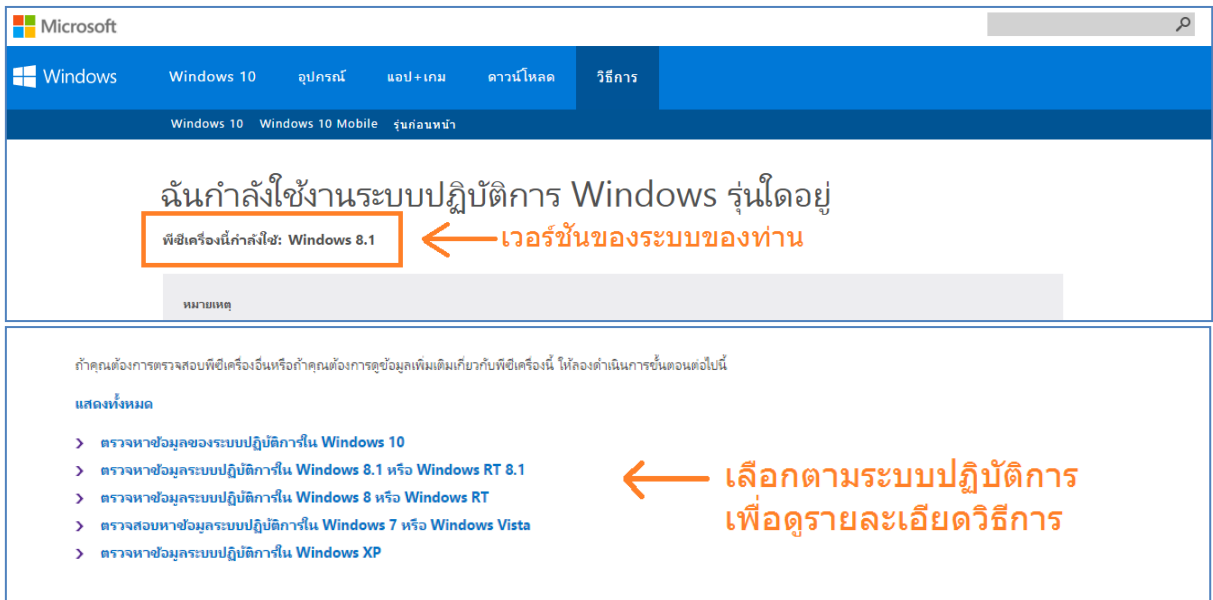 Microsoft
Windows
Windows 10 อุปกรณ์ แอป+เกม ดาวน์โหลด วิธีการ
Windows 10 Windows 10 Mobile รุ่นก่อนหน้า
ฉันกำลังใช้งานระบบปฏิบัติการ Windows รุ่นใดอยู่
พีซีเครื่องนี้กำลังใช้: Windows 8.1
เวอร์ชันของระบบของท่าน
หมายเหตุ
ถ้าคุณต้องการตรวจสอบพีซีเครื่องอื่นหรือถ้าคุณต้องการดูข้อมูลเพิ่มเติมเกี่ยวกับพีซีเครื่องนี้ ให้ลองดำเนินการขั้นตอนต่อไปนี้
แสดงทั้งหมด
ตรวจหาข้อมูลของระบบปฏิบัติการใน Windows 10
ตรวจหาข้อมูลระบบปฏิบัติการใน Windows 8.1 หรือ Windows RT 8.1
ตรวจหาข้อมูลระบบปฏิบัติการใน Windows 8 หรือ Windows RT
ตรวจสอบหาข้อมูลระบบปฏิบัติการใน Windows 7 หรือ Windows Vista
ตรวจหาข้อมูลระบบปฏิบัติการใน Windows XP
เลือกตามระบบปฏิบัติการ
เพื่อดูรายละเอียดวิธีการ